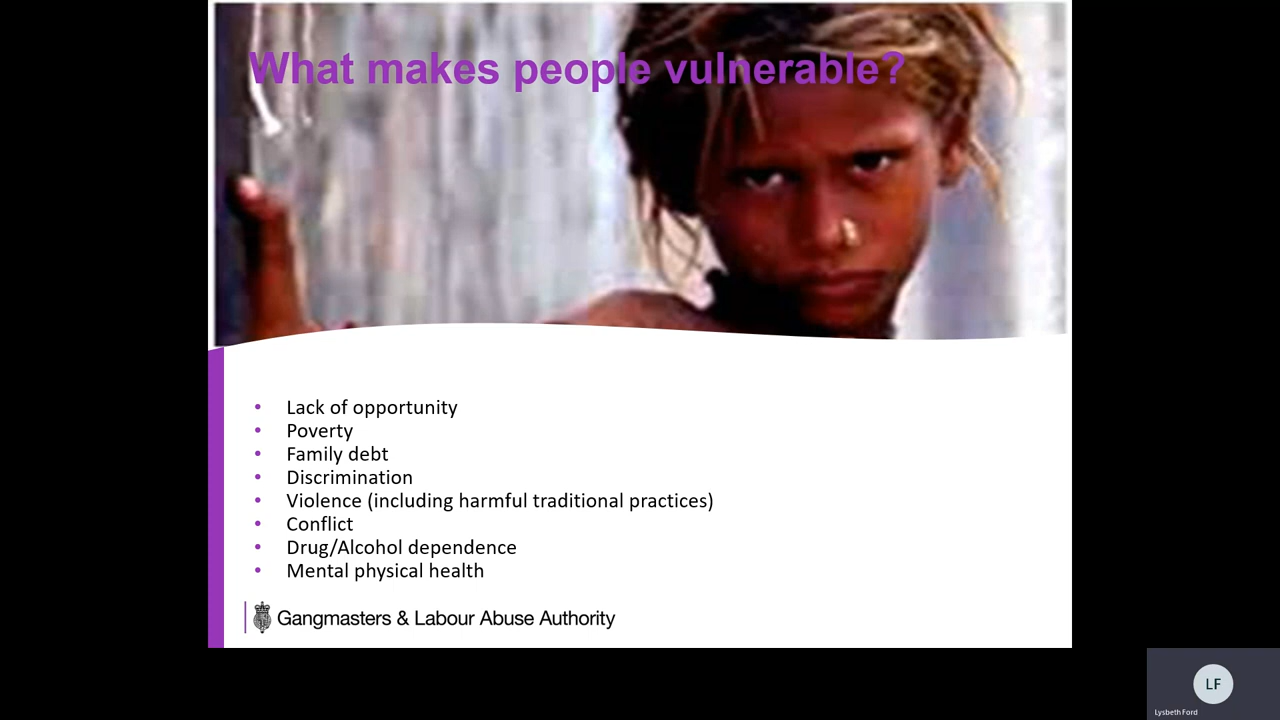 What makes people vulnerable?
• Lack of opportunity
• Poverty
• Family debt
• Discrimination
• Violence (including harmful traditional practices)
• Conflict
• Drug/Alcohol dependence
• Mental physical health
Gangmasters & Labour Abuse Authority
LF
Lysbeth Ford